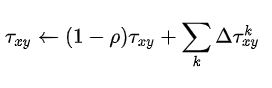 τ_{xy} ← (1 − ρ)τ_{xy} + ∑_{k} Δτ^{k}_{xy}